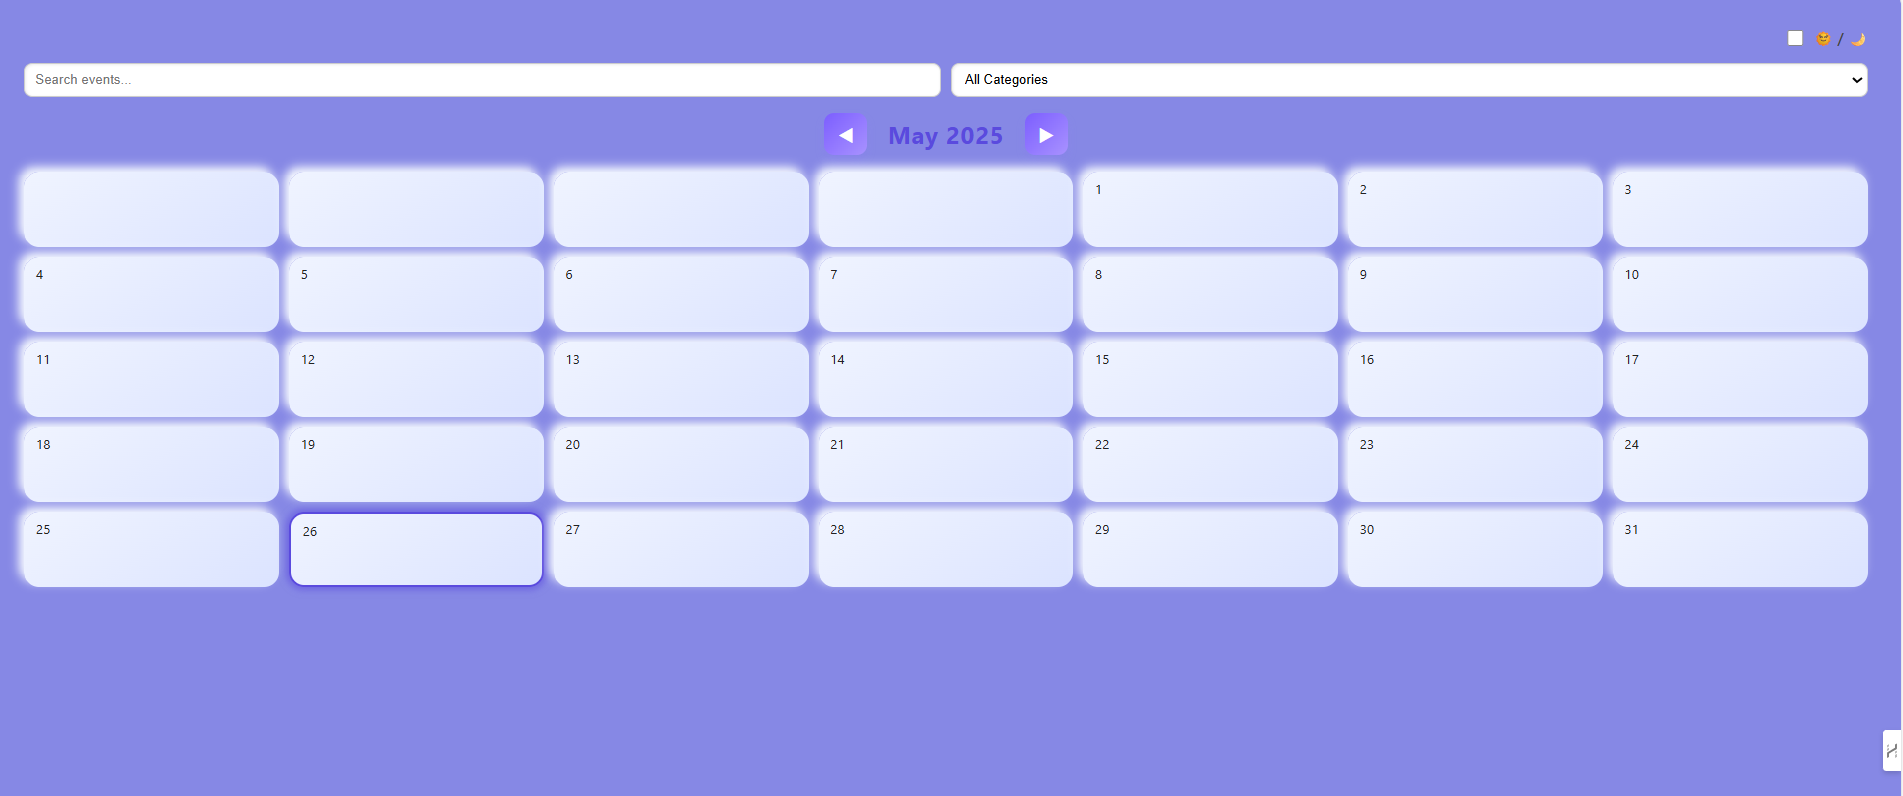 🌞 / 🌙
Search events... All Categories
◀ May 2025 ▶
1 2 3
4 5 6 7 8 9 10
11 12 13 14 15 16 17
18 19 20 21 22 23 24
25 26 27 28 29 30 31